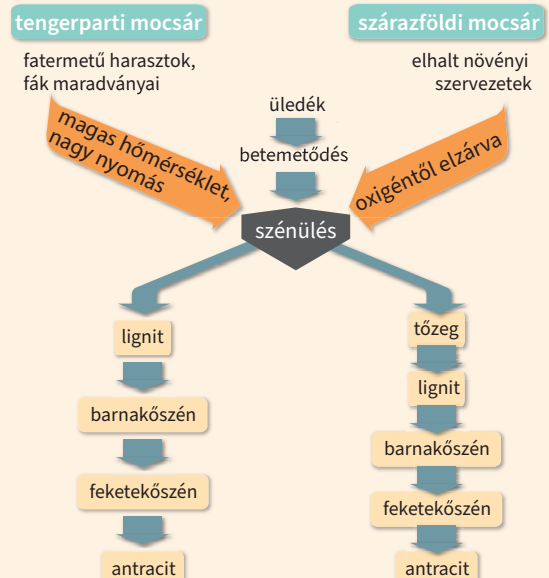 tengerparti mocsár
szárazföldi mocsár
fatermetű harasztok,
fák maradványai
elhalt növényi
szervezetek
üledék
betemetődés
magas hőmérséklet,
nagy nyomás
oxigéntől elzárva
szénülés
lignit
barnakőszén
feketekőszén
antracit
tőzeg
lignit
barnakőszén
feketekőszén
antracit